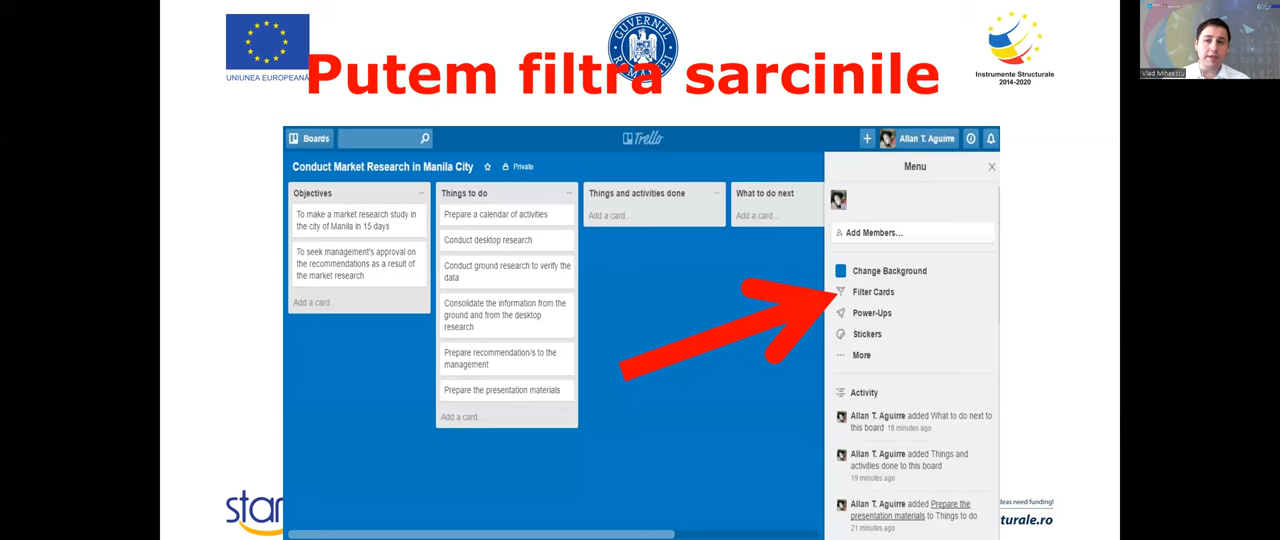 UNIUNEA EUROPEANĂ
GUVERNUL ROMÂNIEI
Instrumente Structurale
2014-2020
Putem filtra sarcinile
Vlad Mihaescu
Boards
Trello
Allan T. Aguirre
Conduct Market Research in Manila City
Private
Objectives
To make a market research study in
the city of Manila in 15 days
To seek management's approval on
the recommendations as a result of
the market research
Add a card...
Things to do
Prepare a calendar of activities
Conduct desktop research
Conduct ground research to verify the
data
Consolidate the information from the
ground and from the desktop
research
Prepare recommendation/s to the
management
Prepare the presentation materials
Add a card...
Things and activities done
Add a card...
What to do next
Add a card...
Menu
Add Members...
Change Background
Filter Cards
Power-Ups
Stickers
More
Activity
Allan T. Aguirre added What to do next to
this board 18 minutes ago
Allan T. Aguirre added Things and
activities done to this board
19 minutes ago
Allan T. Aguirre added Prepare the
presentation materials to Things to do
21 minutes ago
star
deas need funding!
turale.ro